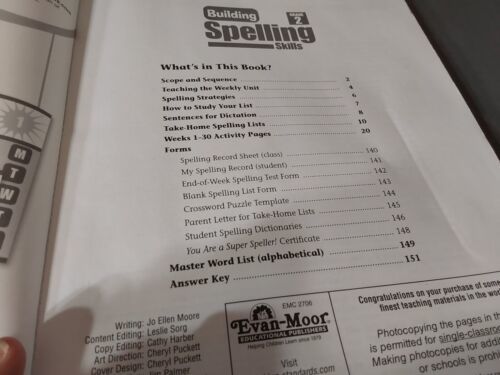 Building
GRADE 2
Spelling
Skills
What's in This Book?
Scope and Sequence 2
Teaching the Weekly Unit 4
Spelling Strategies 6
How to Study Your List 7
Sentences for Dictation 8
Take-Home Spelling Lists 10
Weeks 1–30 Activity Pages 20
Forms
Spelling Record Sheet (class) 140
My Spelling Record (student) 141
End-of-Week Spelling Test Form 142
Blank Spelling List Form 143
Crossword Puzzle Template 144
Parent Letter for Take-Home Lists 145
Student Spelling Dictionaries 146
You Are a Super Speller! Certificate 148
Master Word List (alphabetical) 149
Answer Key 151
1
M
T
W
Writing: Jo Ellen Moore
Content Editing: Leslie Sorg
Copy Editing: Cathy Harber
Art Direction: Cheryl Puckett
Cover Design: Cheryl Puckett
Jim Palmer
EMC 2706
Evan-Moor
EDUCATIONAL PUBLISHERS
Helping Children Learn since 1979
Visit
Congratulations on your purchase of some
finest teaching materials in the
Photocopying the pages in
is permitted for single-classroom
Making photocopies for
or schools is